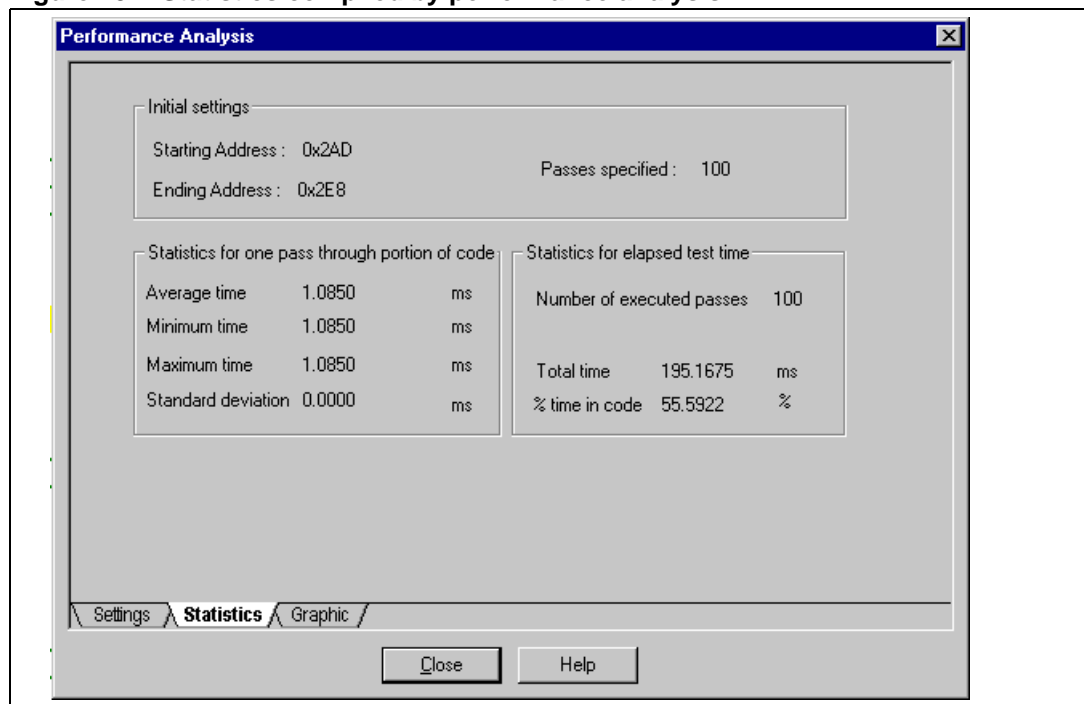 Performance Analysis
Initial settings
Starting Address : 0x2AD
Passes specified : 100
Ending Address : 0x2E8
Statistics for one pass through portion of code
Average time 1.0850 ms
Minimum time 1.0850 ms
Maximum time 1.0850 ms
Standard deviation 0.0000 ms
Statistics for elapsed test time
Number of executed passes 100
Total time 195.1675 ms
% time in code 55.5922 %
Settings Statistics Graphic
Close Help